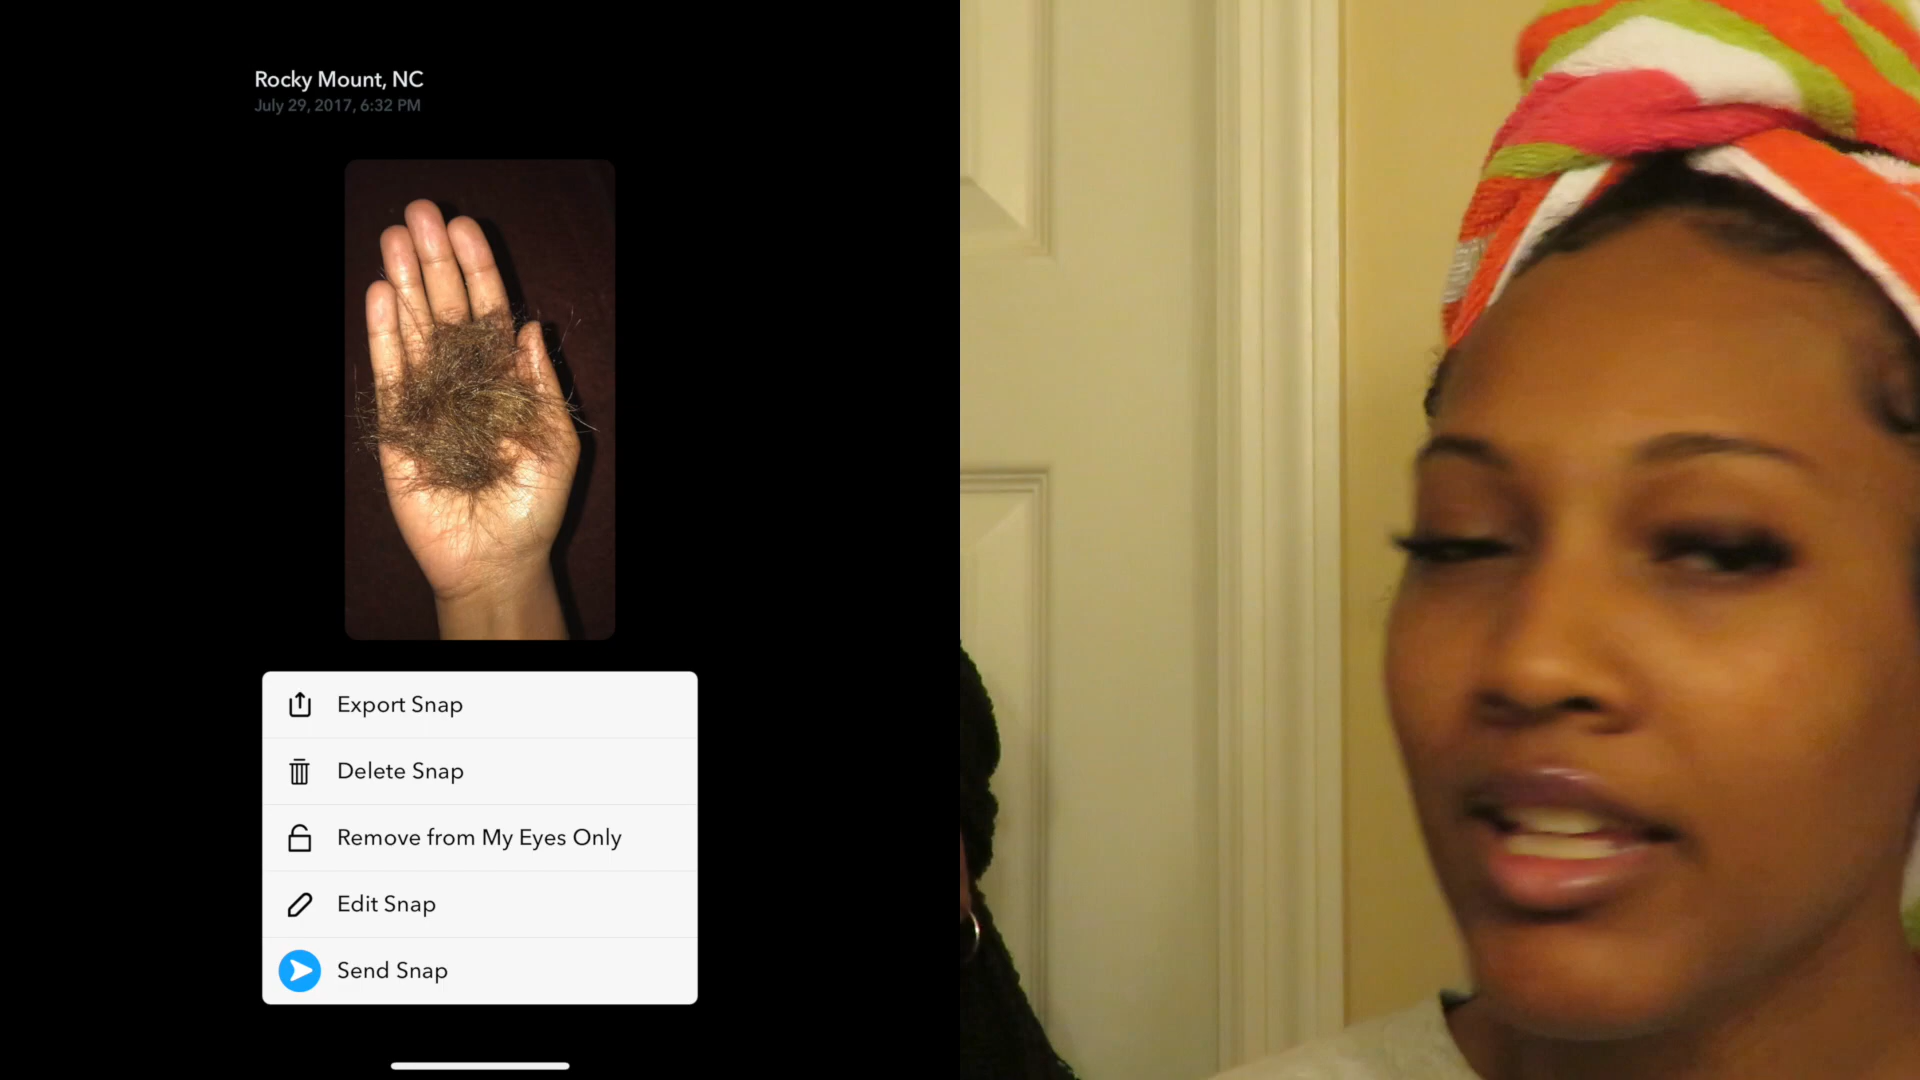 Rocky Mount, NC
July 29, 2017, 6:32 PM
Export Snap
Delete Snap
Remove from My Eyes Only
Edit Snap
Send Snap